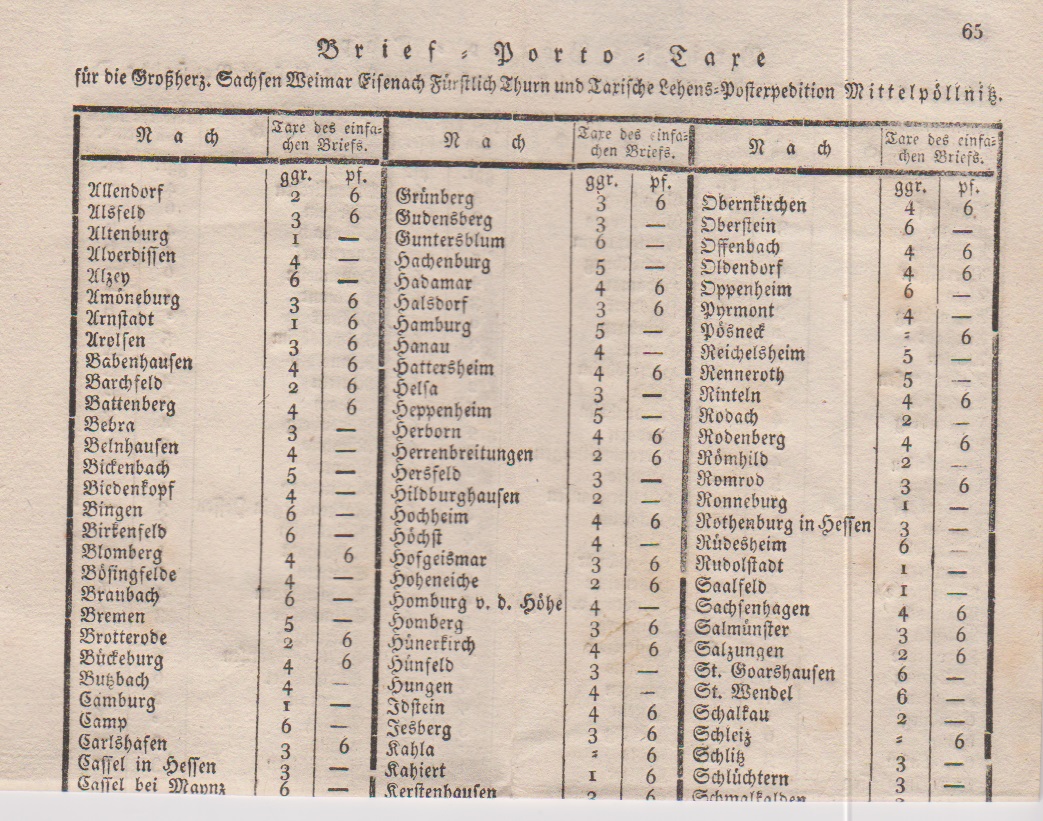 65
Brief-Porto-Taxe
für die Großherz. Sachsen Weimar Eisenach Fürstlich Thurn und Taxische Lehens-Postexpedition Mittelpöllnitz.
Nach Taxe des einfachen Briefs.
ggr. pf.
Allendorf 2 6
Alsfeld 3 6
Altenburg 1 —
Alverdissen 4 —
Alzey 6 —
Amöneburg 3 6
Arnstadt 1 6
Arolsen 3 6
Babenhausen 4 6
Barchfeld 2 6
Battenberg 4 6
Bebra 3 —
Belnhausen 4 —
Bickenbach 5 —
Biedenkopf 4 —
Bingen 6 —
Birkenfeld 6 —
Blomberg 4 6
Bösingfelde 4 —
Braubach 6 —
Bremen 5 —
Brotterode 2 6
Bückeburg 4 6
Butzbach 4 —
Camburg 1 —
Camp 6 —
Carlshafen 3 6
Cassel in Hessen 3 —
Cassel bei Maynz 6 —
Nach Taxe des einfachen Briefs.
ggr. pf.
Grünberg 3 6
Gudensberg 3 —
Guntersblum 6 —
Hachenburg 5 —
Hadamar 4 6
Halsdorf 3 6
Hamburg 5 —
Hanau 4 —
Hattersheim 4 6
Helsa 3 —
Heppenheim 5 —
Herborn 4 6
Herrenbreitungen 2 6
Hersfeld 3 —
Hildburghausen 2 —
Hochheim 4 6
Höchst 4 —
Hofgeismar 3 6
Hoheneiche 2 6
Homburg v. d. Höhe 4 —
Homberg 3 6
Hünerkirch 4 6
Hünfeld 3 —
Hungen 4 —
Idstein 4 6
Jesberg 3 6
Kahla = 6
Kahlert 1 6
Kerstenhausen 3 6
Nach Taxe des einfachen Briefs.
ggr. pf.
Obernkirchen 4 6
Oberstein 6 —
Offenbach 4 6
Oldendorf 4 6
Oppenheim 6 —
Pyrmont 4 —
Pösneck = 6
Reichelsheim 5 —
Renneroth 5 —
Rinteln 4 6
Rodach 2 —
Rodenberg 4 6
Römhild 2 —
Romrod 3 6
Ronneburg 1 —
Rothenburg in Hessen 3 —
Rüdesheim 6 —
Rudolstadt 1 —
Saalfeld 1 —
Sachsenhagen 4 6
Salmünster 3 6
Salzungen 2 6
St. Goarshausen 6 —
St. Wendel 6 —
Schalkau 2 —
Schleiz = 6
Schlitz 3 —
Schlüchtern 3 —
Schmalkalden